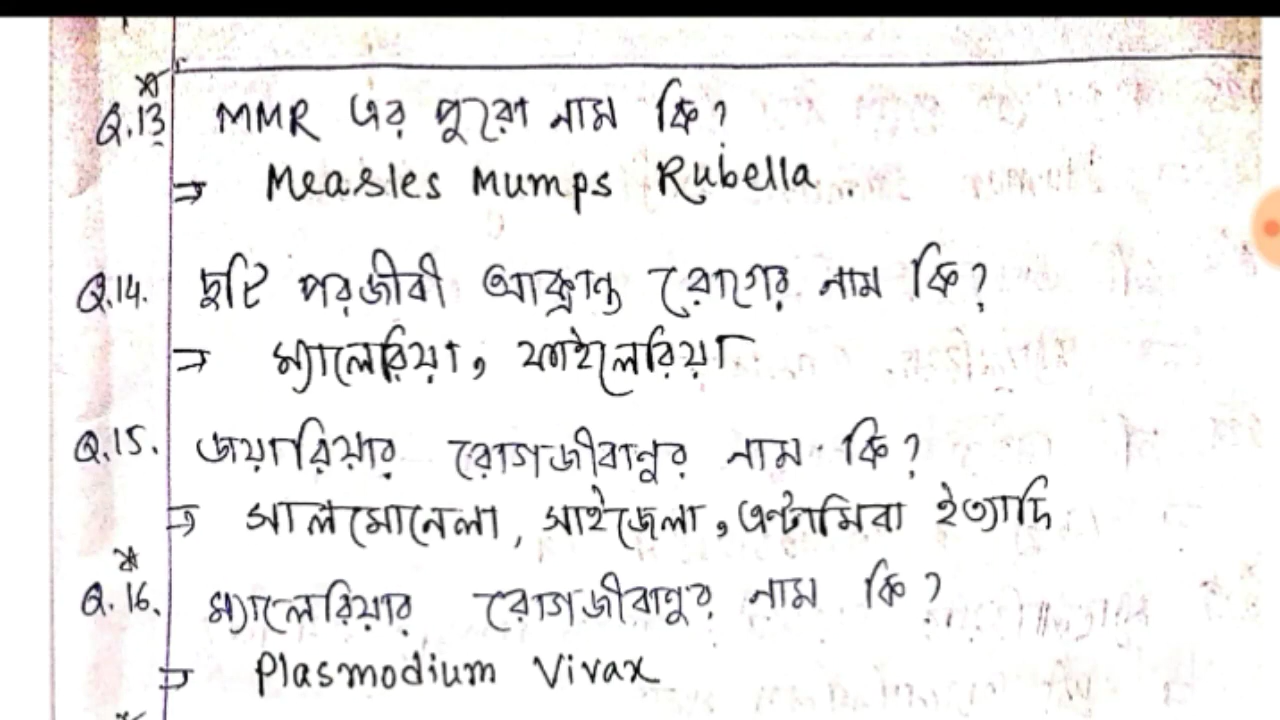 Q.13 MMR এর পুরো নাম কি?
⇒ Measles Mumps Rubella.
Q.14. দুটি পরজীবী আক্রান্ত রোগের নাম কি?
⇒ ম্যালেরিয়া, ফাইলেরিয়া
Q.15. ডায়ারিয়ার রোগজীবানুর নাম কি?
⇒ সালমোনেলা, সাইজেলা, এন্টামিবা ইত্যাদি
Q.16. ম্যালেরিয়ার রোগজীবানুর নাম কি?
⇒ Plasmodium Vivax